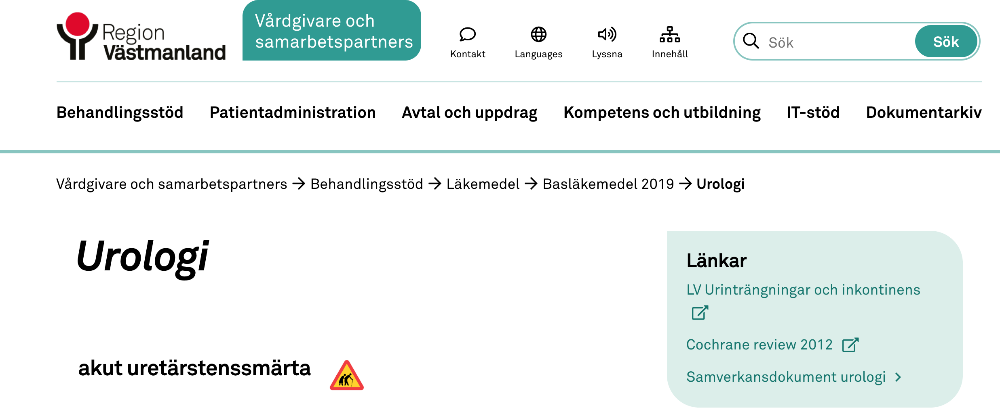 Region
Västmanland
Vårdgivare och
samarbetspartners
Kontakt
Languages
Lyssna
Innehåll
Sök
Sök
Behandlingsstöd
Patientadministration
Avtal och uppdrag
Kompetens och utbildning
IT-stöd
Dokumentarkiv
Vårdgivare och samarbetspartners → Behandlingsstöd → Läkemedel → Basläkemedel 2019 → Urologi
Urologi
akut uretärstenssmärta
Länkar
LV Urinträngningar och inkontinens
Cochrane review 2012
Samverkansdokument urologi